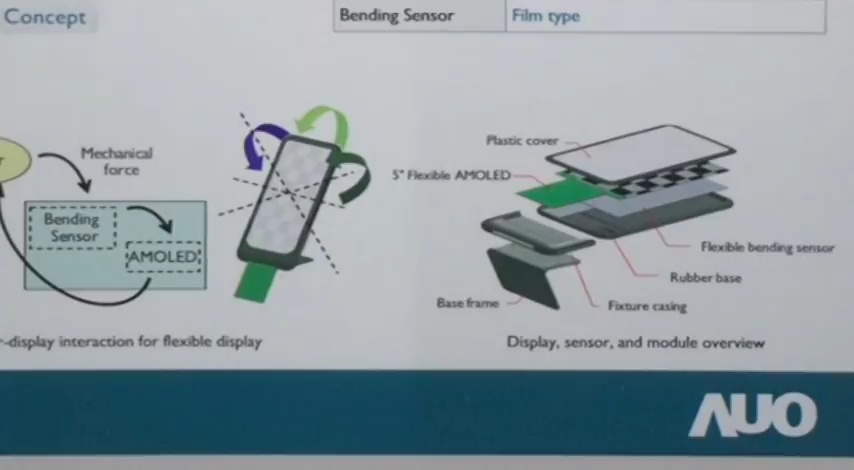 Concept
Bending Sensor
Film type
Mechanical
force
Bending
Sensor
AMOLED
-display interaction for flexible display
Plastic cover
5" Flexible AMOLED
Flexible bending sensor
Rubber base
Base frame
Fixture casing
Display, sensor, and module overview
AUO